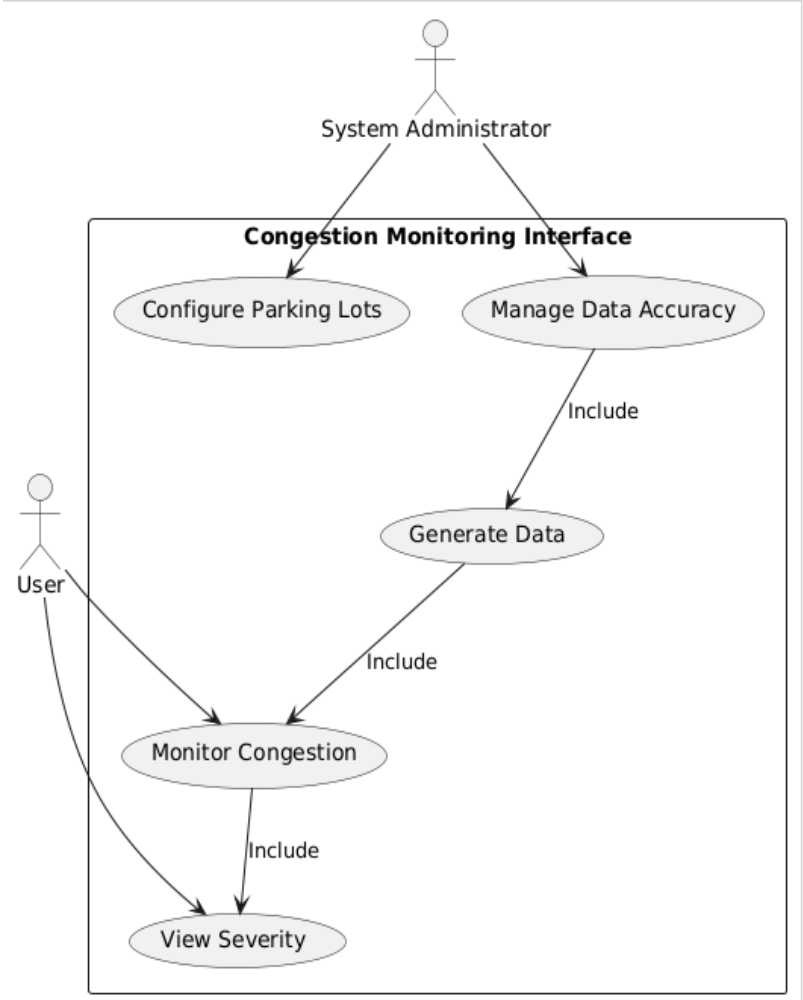 System Administrator
Congestion Monitoring Interface
Configure Parking Lots
Manage Data Accuracy
Include
Generate Data
User
Include
Monitor Congestion
Include
View Severity